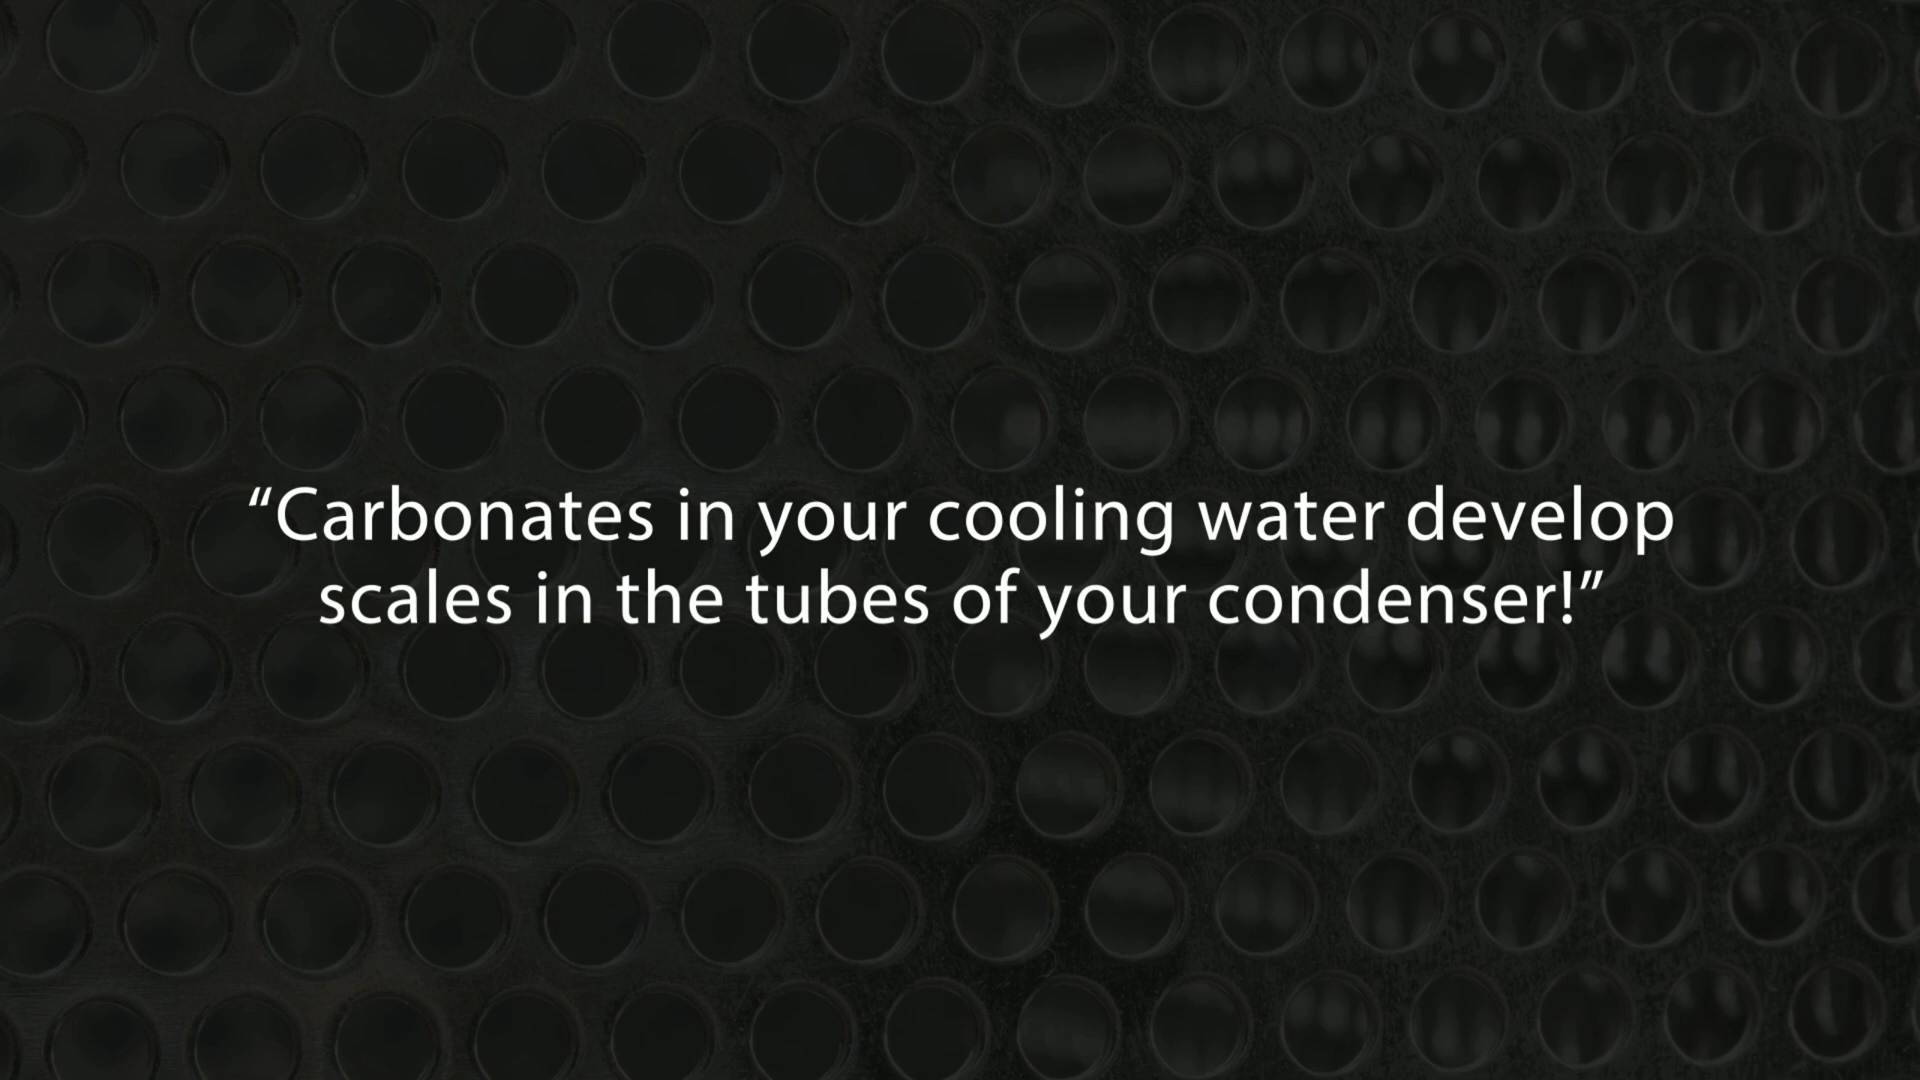 “Carbonates in your cooling water develop
scales in the tubes of your condenser!”